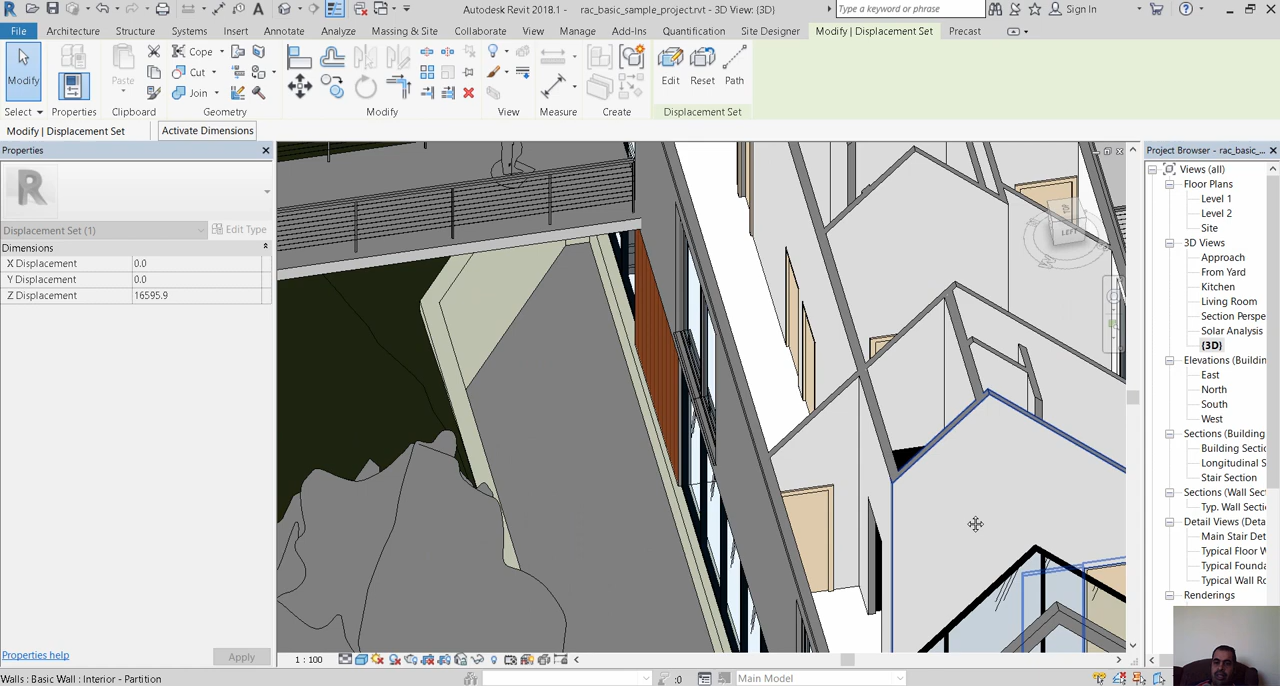 Autodesk Revit 2018.1 - rac_basic_sample_project.rvt - 3D View: {3D}
Type a keyword or phrase
Sign In
File Architecture Structure Systems Insert Annotate Analyze Massing & Site Collaborate View Manage Add-Ins Quantification Site Designer Modify | Displacement Set Precast
Modify
Paste
Cope
Cut
Join
Edit Reset Path
Select Properties Clipboard Geometry Modify View Measure Create Displacement Set
Modify | Displacement Set Activate Dimensions
Properties
R
Displacement Set (1) Edit Type
Dimensions
X Displacement 0.0
Y Displacement 0.0
Z Displacement 16595.9
Properties help Apply
LEFT
Project Browser - rac_basic_...
Views (all)
Floor Plans
Level 1
Level 2
Site
3D Views
Approach
From Yard
Kitchen
Living Room
Section Perspe
Solar Analysis
{3D}
Elevations (Buildin
East
North
South
West
Sections (Building
Building Sectio
Longitudinal S
Stair Section
Sections (Wall Sect
Typ. Wall Secti
Detail Views (Deta
Main Stair Det
Typical Floor W
Typical Founda
Typical Wall Ro
Renderings
1 : 100
Walls : Basic Wall : Interior - Partition
:0
Main Model